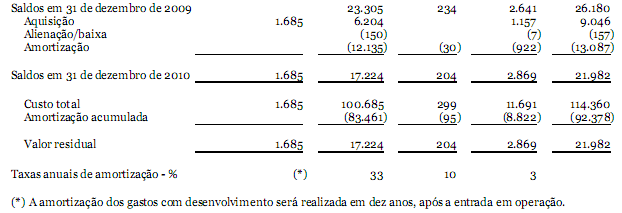 Saldos em 31 de dezembro de 2009 23.305 234 2.641 26.180
Aquisição 1.685 6.204 1.157 9.046
Alienação/baixa (150) (7) (157)
Amortização (12.135) (30) (922) (13.087)
Saldos em 31 de dezembro de 2010 1.685 17.224 204 2.869 21.982
Custo total 1.685 100.685 299 11.691 114.360
Amortização acumulada (83.461) (95) (8.822) (92.378)
Valor residual 1.685 17.224 204 2.869 21.982
Taxas anuais de amortização - % (*) 33 10 3
(*) A amortização dos gastos com desenvolvimento será realizada em dez anos, após a entrada em operação.